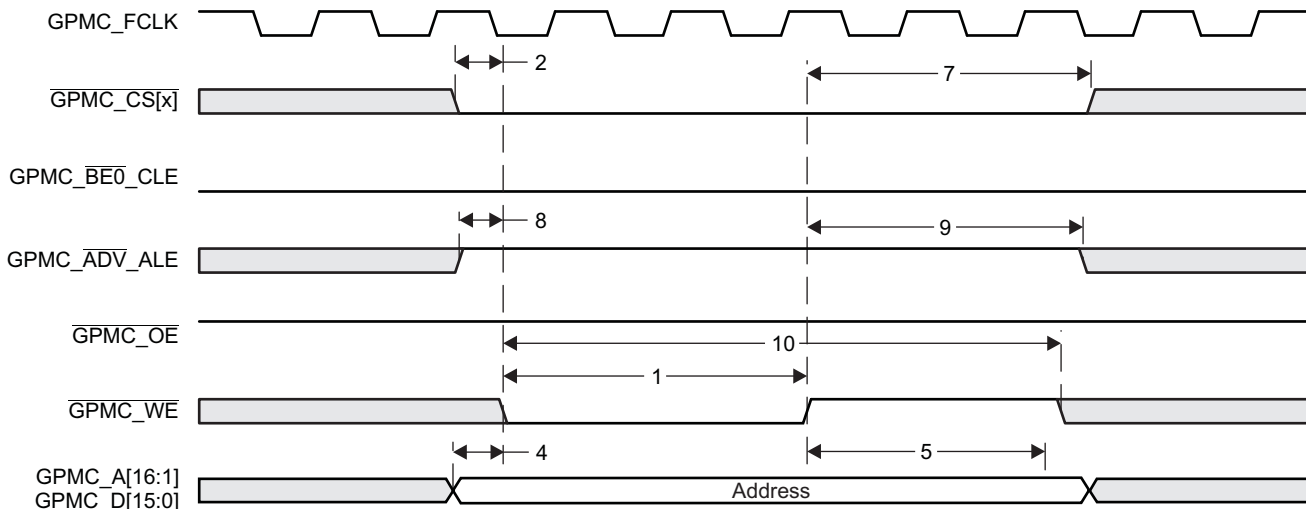 GPMC_FCLK
2
7
GPMC_CS[x]
GPMC_BE0_CLE
8
9
GPMC_ADV_ALE
GPMC_OE
10
1
GPMC_WE
4
5
GPMC_A[16:1]
GPMC_D[15:0]
Address